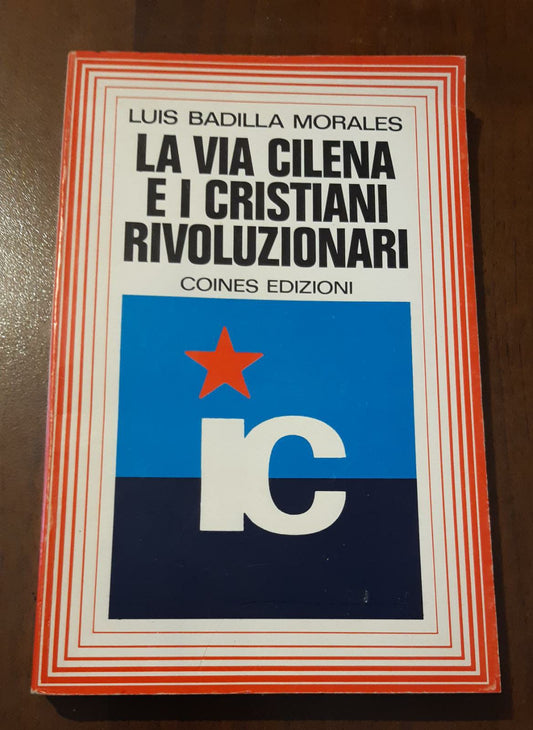 LUIS BADILLA MORALES
LA VIA CILENA
E I CRISTIANI
RIVOLUZIONARI
COINES EDIZIONI
IC